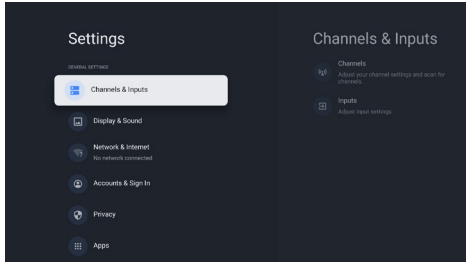 Settings
GENERAL SETTINGS
Channels & Inputs
Display & Sound
Network & Internet
No network connected
Accounts & Sign In
Privacy
Apps
Channels & Inputs
Channels
Adjust your channel settings and scan for
channels.
Inputs
Adjust input settings